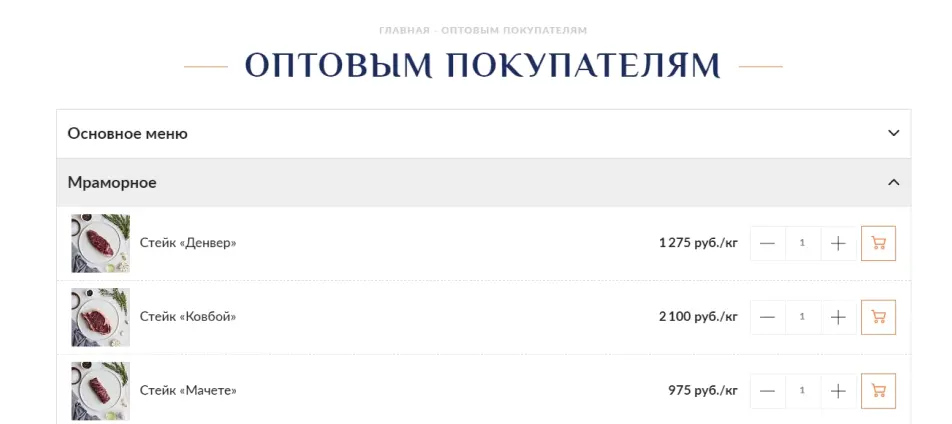 ГЛАВНАЯ - ОПТОВЫМ ПОКУПАТЕЛЯМ
ОПТОВЫМ ПОКУПАТЕЛЯМ
Основное меню
Мраморное
Стейк «Денвер» 1 275 руб./кг 1
Стейк «Ковбой» 2 100 руб./кг 1
Стейк «Мачете» 975 руб./кг 1